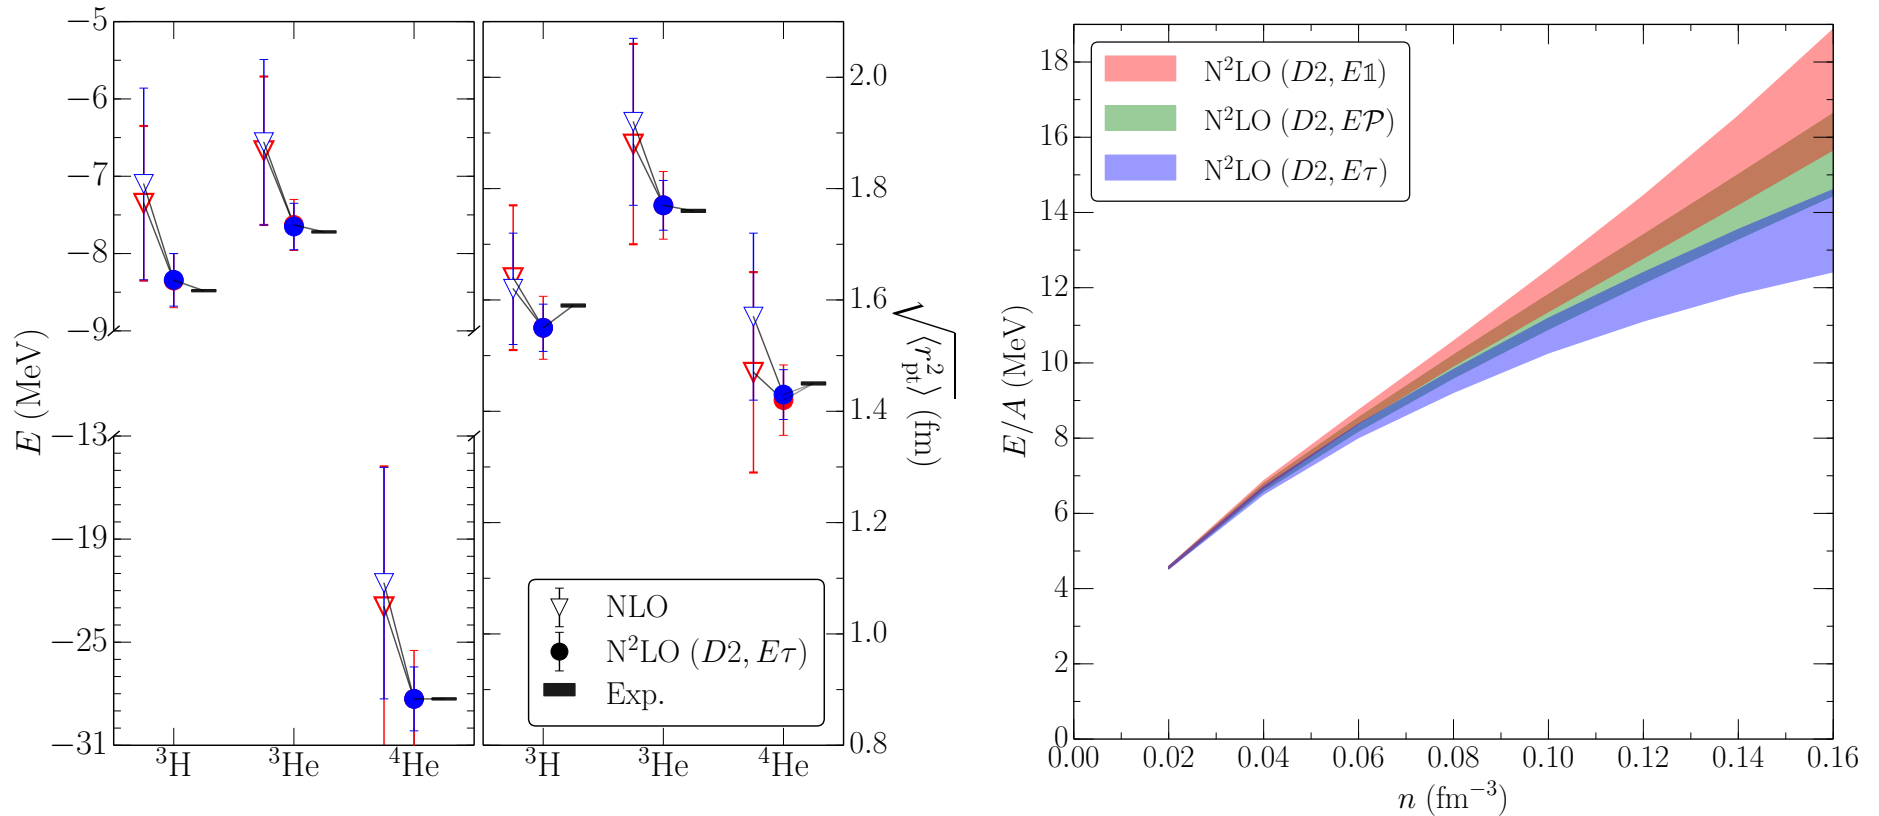 −5
−6
−7
−8
−9
−13
−19
−25
−31
E (MeV)
³H
³He
⁴He
2.0
1.8
1.6
1.4
1.2
1.0
0.8
√⟨r²pt⟩ (fm)
³H
³He
⁴He
NLO
N²LO (D2, Eτ)
Exp.
E/A (MeV)
18
16
14
12
10
8
6
4
2
0
N²LO (D2, E𝟙)
N²LO (D2, E𝒫)
N²LO (D2, Eτ)
0.00 0.02 0.04 0.06 0.08 0.10 0.12 0.14 0.16
n (fm⁻³)